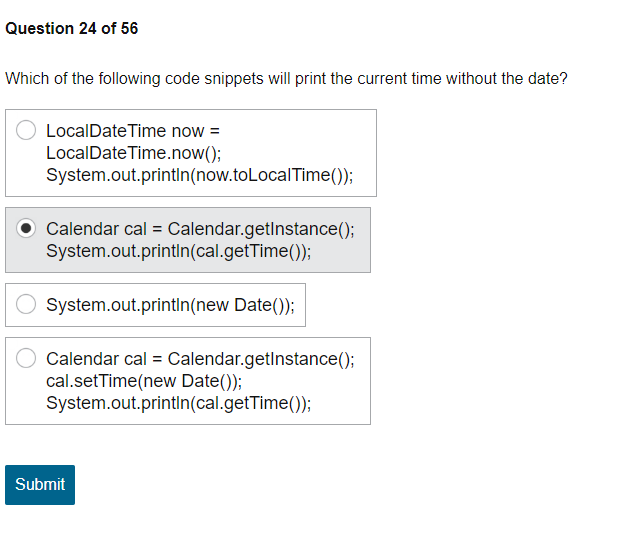 Question 24 of 56
Which of the following code snippets will print the current time without the date?
LocalDateTime now =
LocalDateTime.now();
System.out.println(now.toLocalTime());
Calendar cal = Calendar.getInstance();
System.out.println(cal.getTime());
System.out.println(new Date());
Calendar cal = Calendar.getInstance();
cal.setTime(new Date());
System.out.println(cal.getTime());
Submit